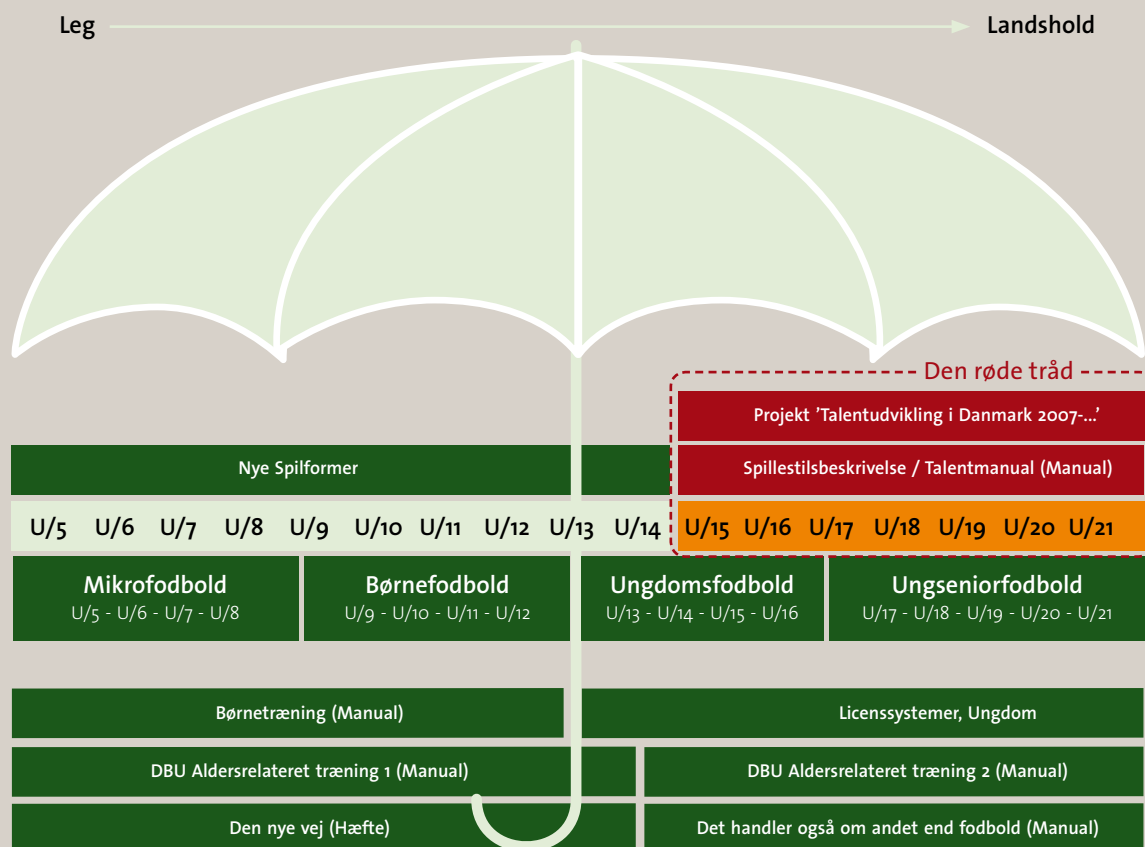 Leg
Landshold
Den røde tråd
Projekt 'Talentudvikling i Danmark 2007-...'
Nye Spilformer
Spillestilsbeskrivelse / Talentmanual (Manual)
U/5 U/6 U/7 U/8 U/9 U/10 U/11 U/12 U/13 U/14 U/15 U/16 U/17 U/18 U/19 U/20 U/21
Mikrofodbold
U/5 - U/6 - U/7 - U/8
Børnefodbold
U/9 - U/10 - U/11 - U/12
Ungdomsfodbold
U/13 - U/14 - U/15 - U/16
Ungseniorfodbold
U/17 - U/18 - U/19 - U/20 - U/21
Børnetræning (Manual)
Licenssystemer, Ungdom
DBU Aldersrelateret træning 1 (Manual)
DBU Aldersrelateret træning 2 (Manual)
Den nye vej (Hæfte)
Det handler også om andet end fodbold (Manual)